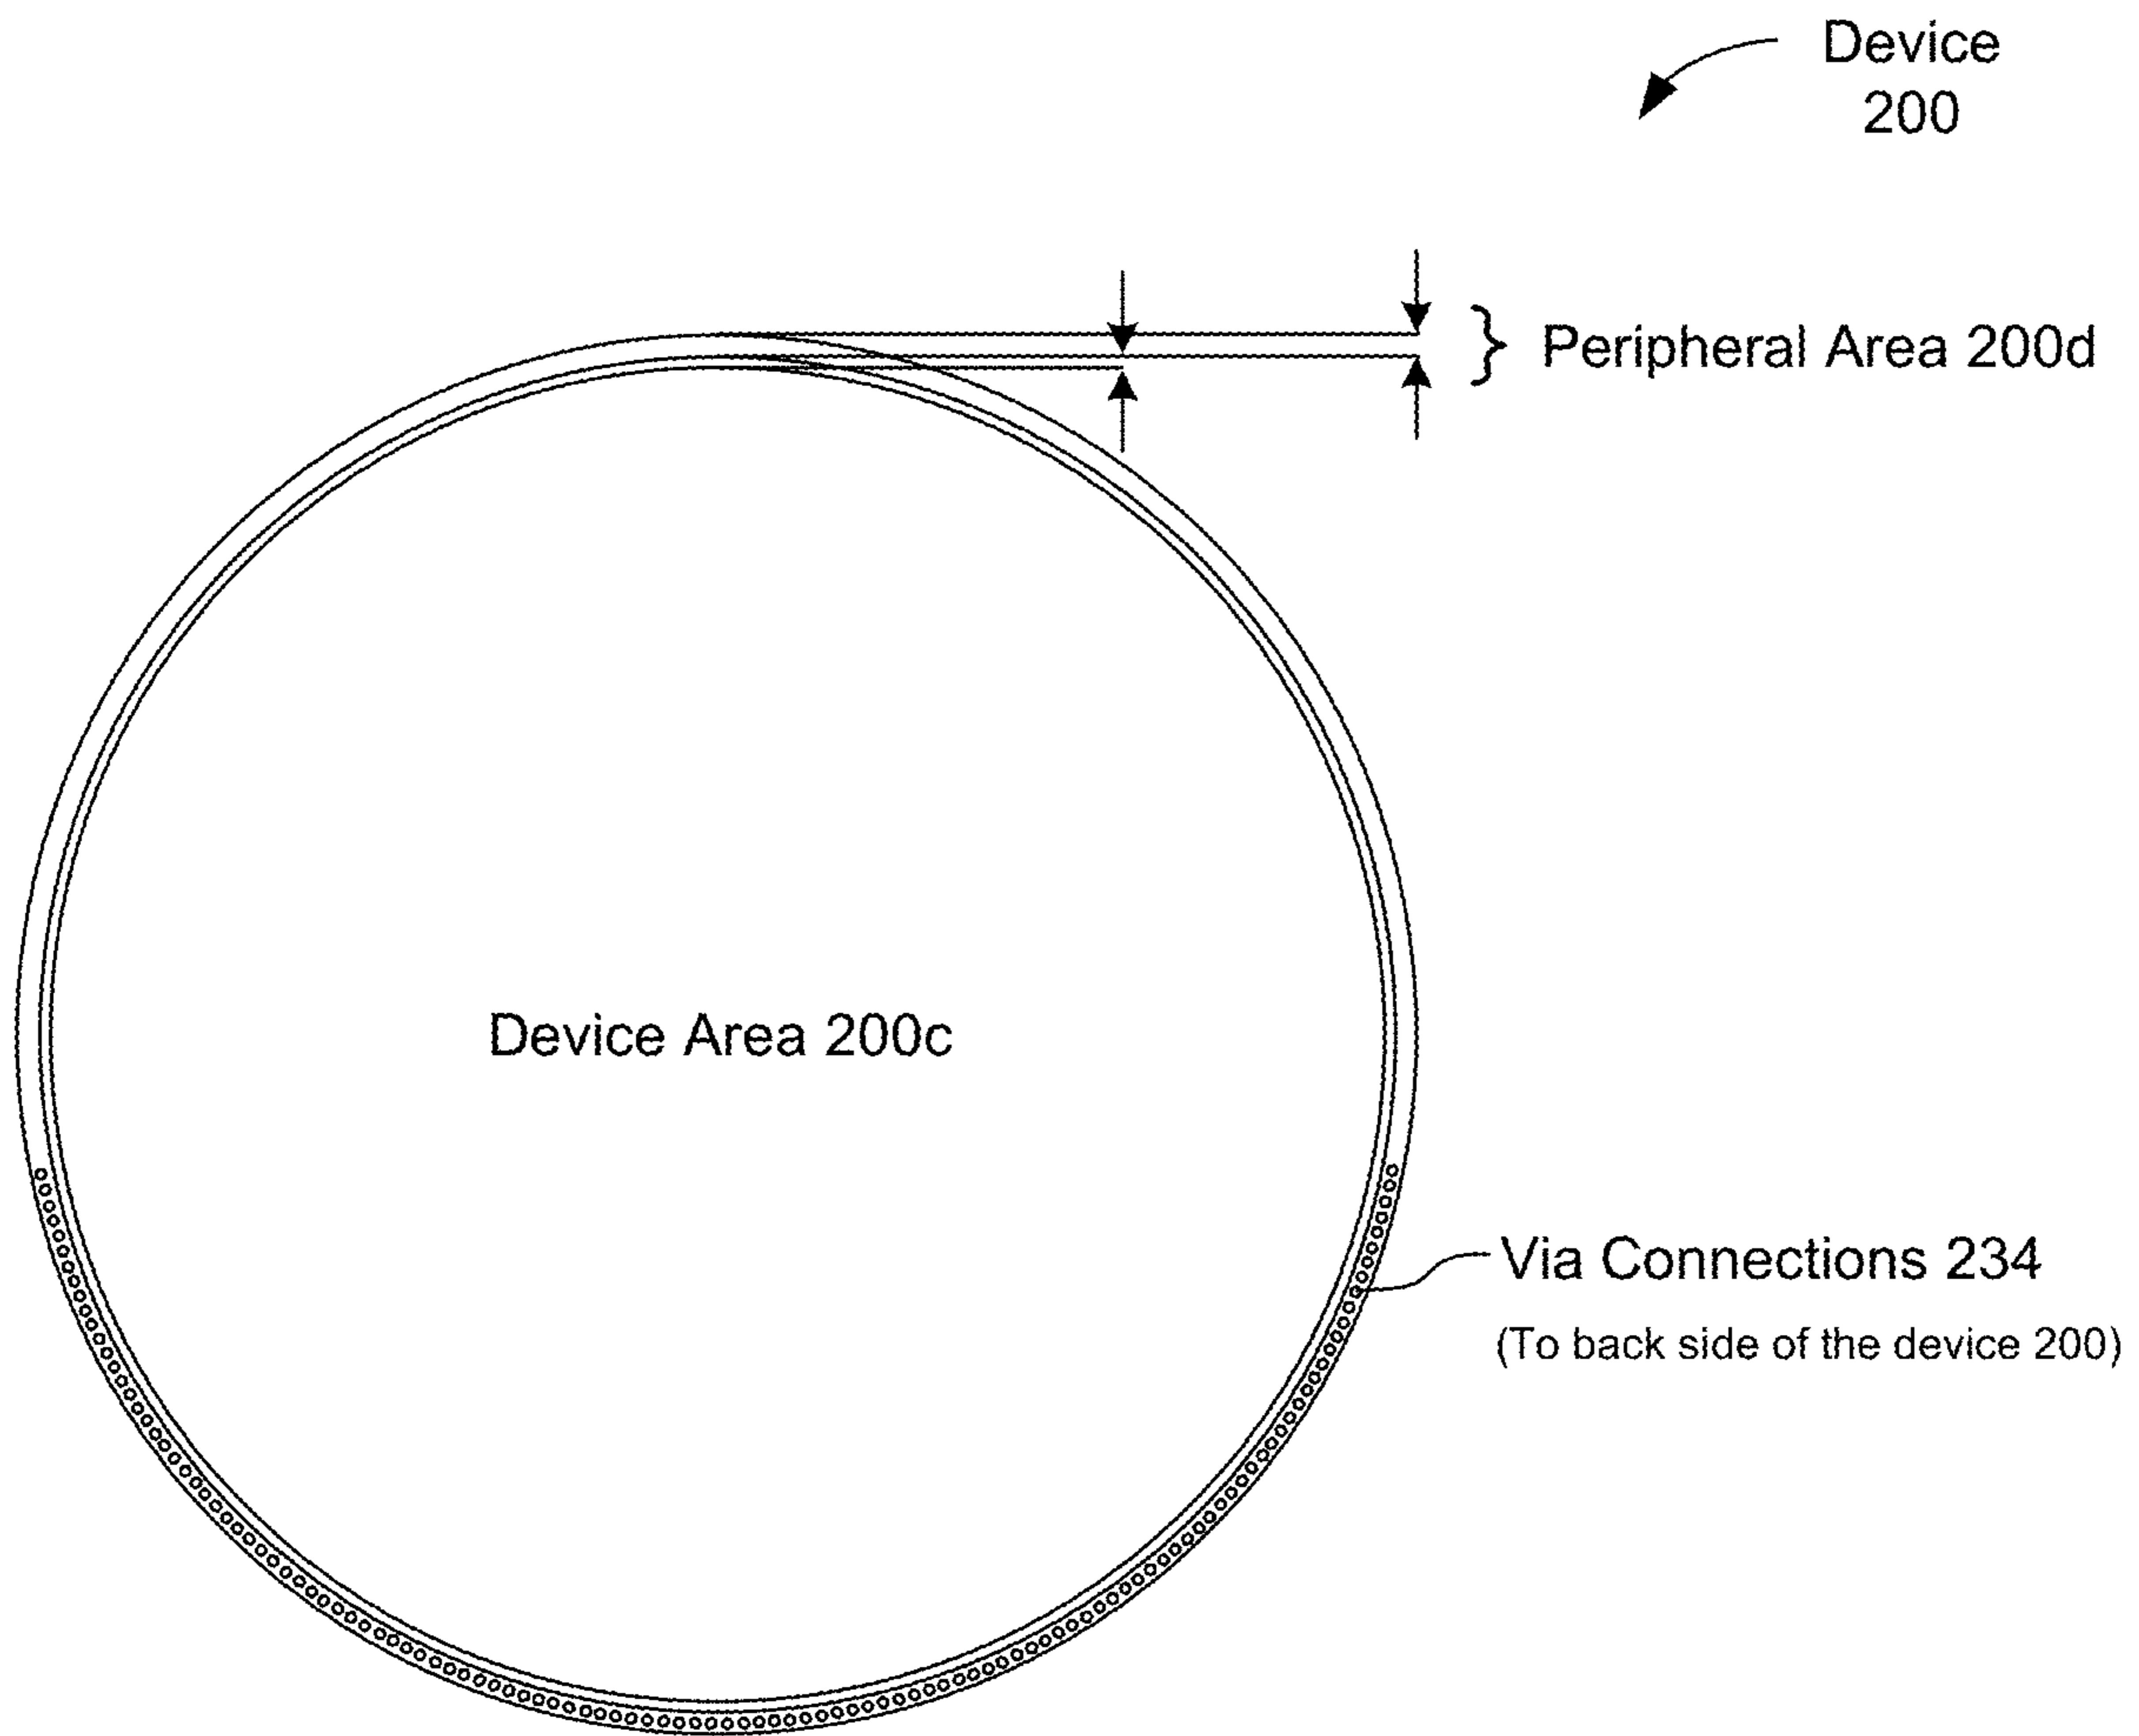 Device
200
Peripheral Area 200d
Device Area 200c
Via Connections 234
(To back side of the device 200)